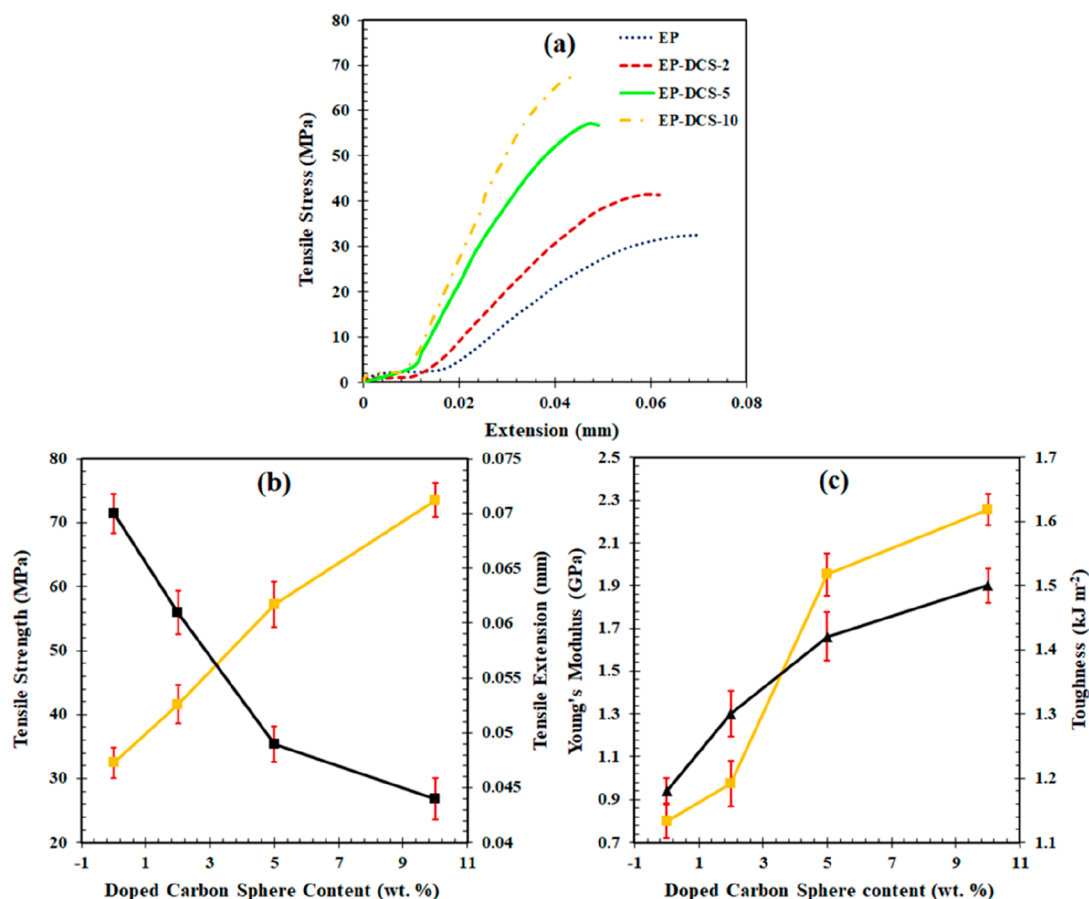 (a)
EP
EP-DCS-2
EP-DCS-5
EP-DCS-10
Tensile Stress (MPa)
80
70
60
50
40
30
20
10
0
0 0.02 0.04 0.06 0.08
Extension (mm)
(b)
Tensile Strength (MPa)
80
70
60
50
40
30
20
0.075
0.07
0.065
0.06
0.055
0.05
0.045
0.04
Tensile Extension (mm)
-1 1 3 5 7 9 11
Doped Carbon Sphere Content (wt. %)
(c)
Young's Modulus (GPa)
2.5
2.3
2.1
1.9
1.7
1.5
1.3
1.1
0.9
0.7
1.7
1.6
1.5
1.4
1.3
1.2
1.1
Toughness (kJ m-2)
-1 1 3 5 7 9 11
Doped Carbon Sphere content (wt. %)